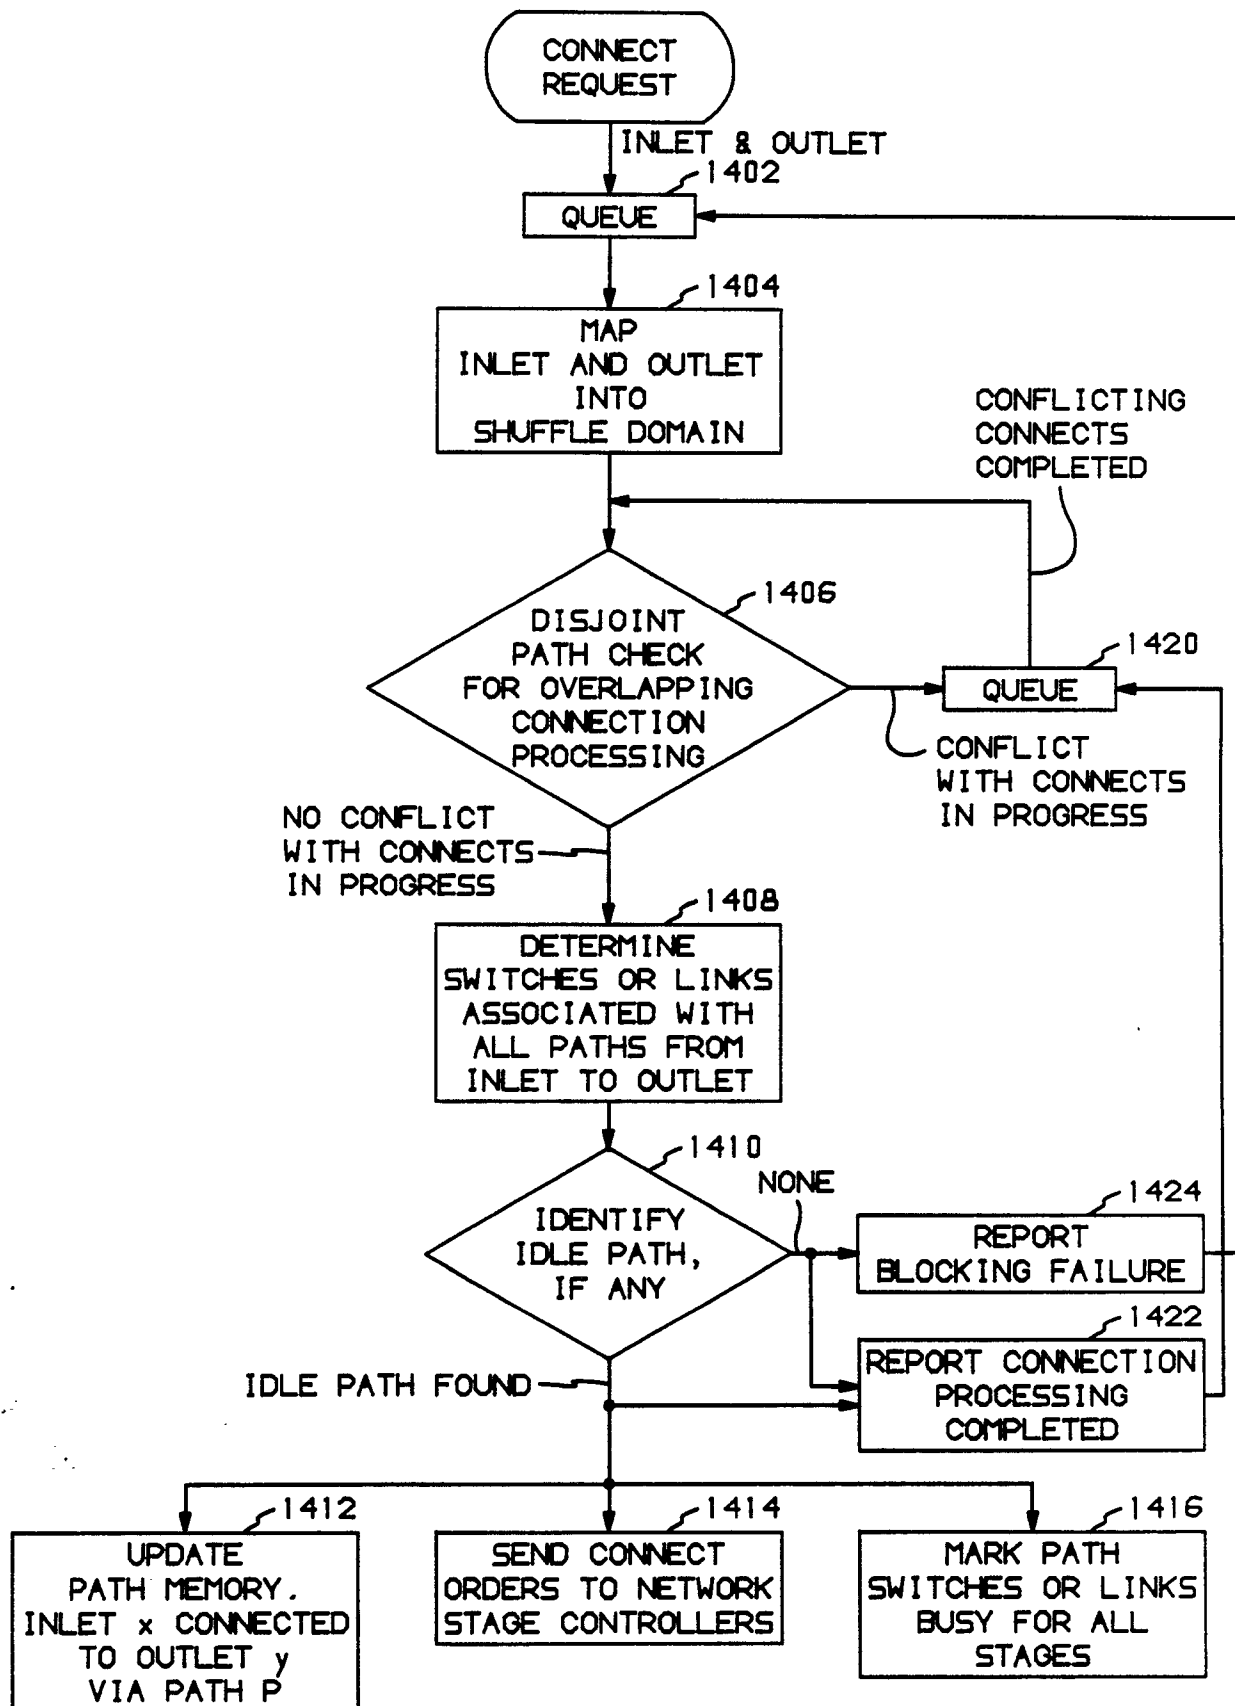 CONNECT
REQUEST
INLET & OUTLET
1402
QUEUE
1404
MAP
INLET AND OUTLET
INTO
SHUFFLE DOMAIN
CONFLICTING
CONNECTS
COMPLETED
1406
DISJOINT
PATH CHECK
FOR OVERLAPPING
CONNECTION
PROCESSING
1420
QUEUE
CONFLICT
WITH CONNECTS
IN PROGRESS
NO CONFLICT
WITH CONNECTS
IN PROGRESS
1408
DETERMINE
SWITCHES OR LINKS
ASSOCIATED WITH
ALL PATHS FROM
INLET TO OUTLET
1410
IDENTIFY
IDLE PATH,
IF ANY
NONE
1424
REPORT
BLOCKING FAILURE
1422
REPORT CONNECTION
PROCESSING
COMPLETED
IDLE PATH FOUND
1412
UPDATE
PATH MEMORY.
INLET x CONNECTED
TO OUTLET y
VIA PATH P
1414
SEND CONNECT
ORDERS TO NETWORK
STAGE CONTROLLERS
1416
MARK PATH
SWITCHES OR LINKS
BUSY FOR ALL
STAGES